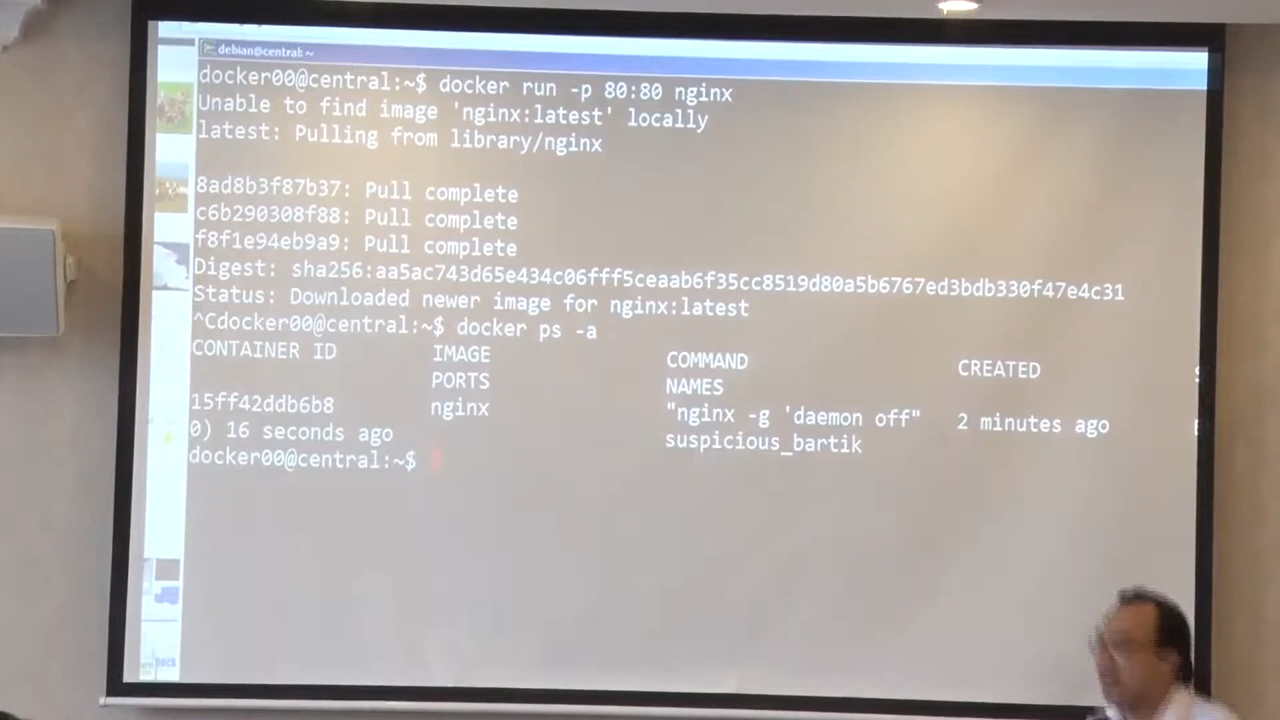 debian@central: ~
docker00@central:~$ docker run -p 80:80 nginx
Unable to find image 'nginx:latest' locally
latest: Pulling from library/nginx
8ad8b3f87b37: Pull complete
c6b290308f88: Pull complete
f8f1e94eb9a9: Pull complete
Digest: sha256:aa5ac743d65e434c06fff5ceaab6f35cc8519d80a5b6767ed3bdb330f47e4c31
Status: Downloaded newer image for nginx:latest
^Cdocker00@central:~$ docker ps -a
CONTAINER ID IMAGE COMMAND CREATED
PORTS NAMES
15ff42ddb6b8 nginx "nginx -g 'daemon off" 2 minutes ago
0) 16 seconds ago suspicious_bartik
docker00@central:~$